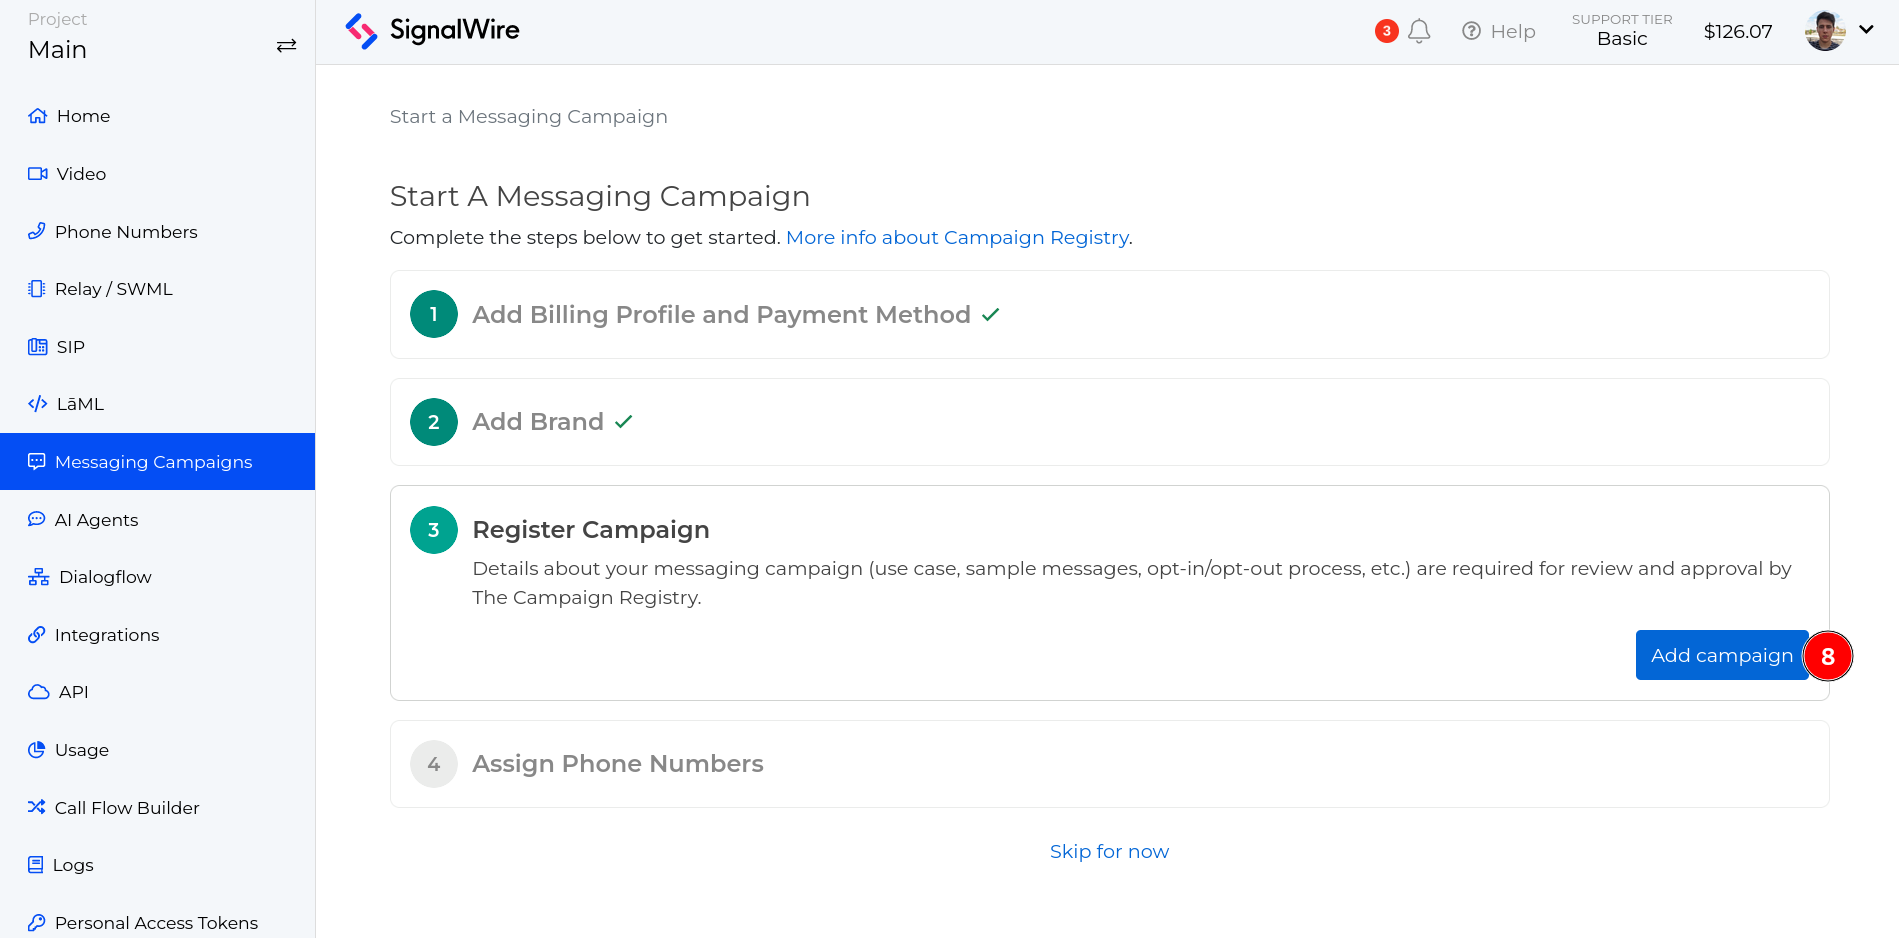 Project
Main
Home
Video
Phone Numbers
Relay / SWML
SIP
LāML
Messaging Campaigns
AI Agents
Dialogflow
Integrations
API
Usage
Call Flow Builder
Logs
Personal Access Tokens
SignalWire
3
Help
SUPPORT TIER
Basic
$126.07
Start a Messaging Campaign
Start A Messaging Campaign
Complete the steps below to get started. More info about Campaign Registry.
1 Add Billing Profile and Payment Method
2 Add Brand
3 Register Campaign
Details about your messaging campaign (use case, sample messages, opt-in/opt-out process, etc.) are required for review and approval by
The Campaign Registry.
Add campaign 8
4 Assign Phone Numbers
Skip for now